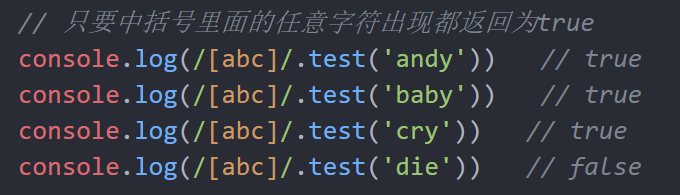 // 只要中括号里面的任意字符出现都返回为true
console.log(/[abc]/.test('andy'))   // true
console.log(/[abc]/.test('baby'))   // true
console.log(/[abc]/.test('cry'))   // true
console.log(/[abc]/.test('die'))   // false